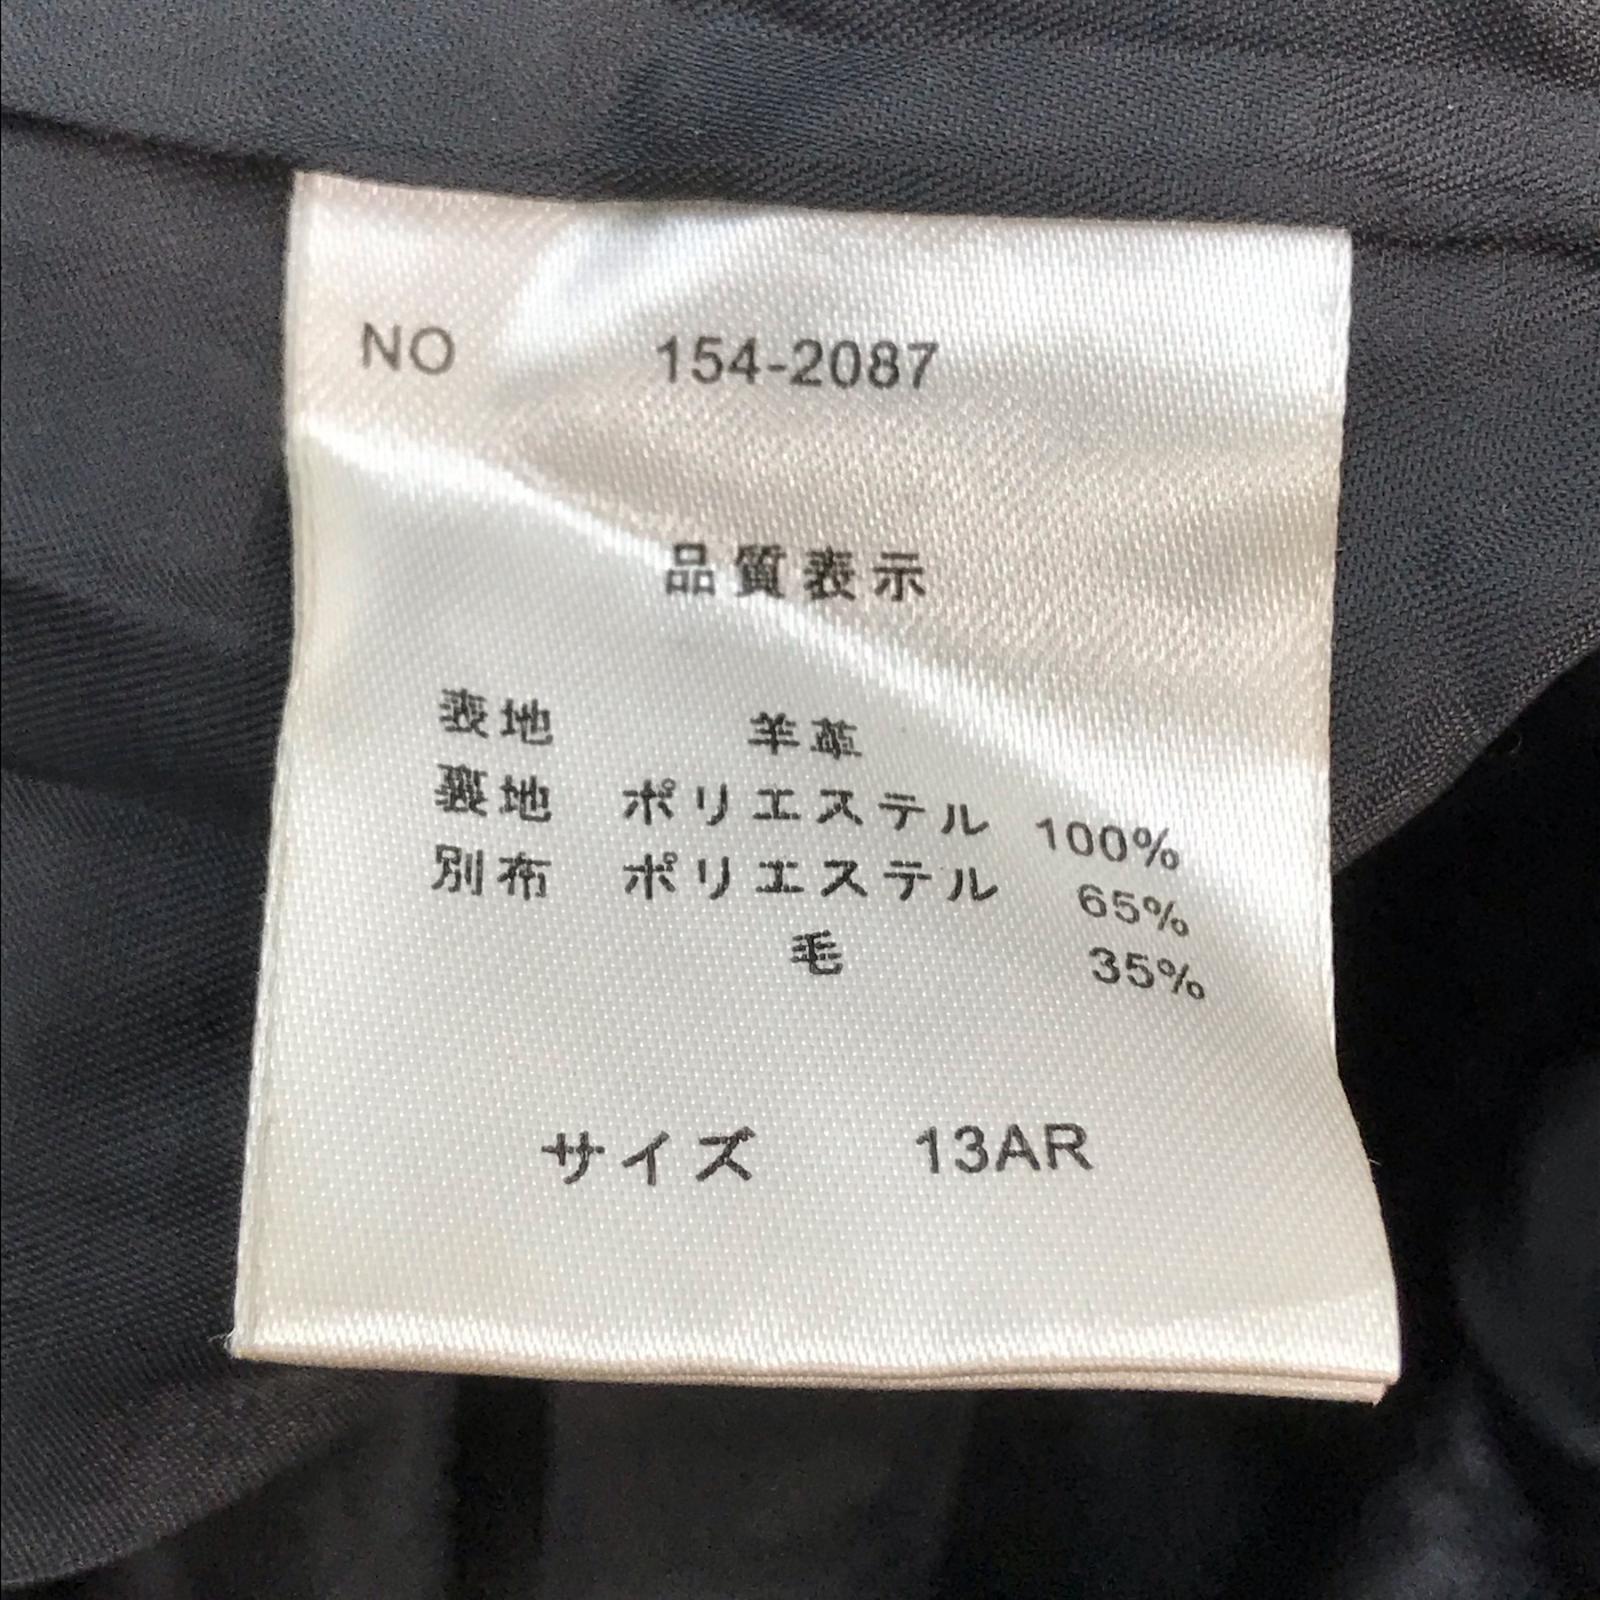 NO 154-2087
品質表示
表地 羊革
裏地 ポリエステル 100%
別布 ポリエステル 65%
毛 35%
サイズ 13AR